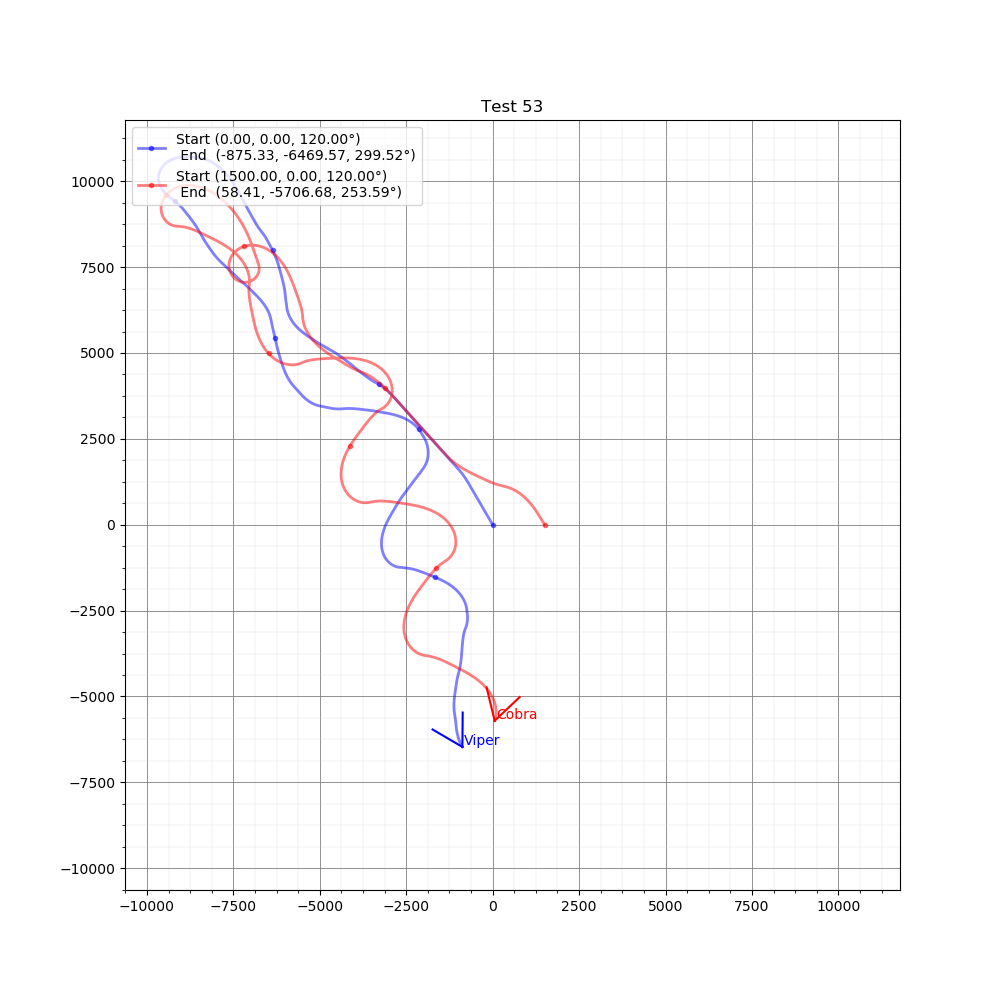 Test 53
Start (0.00, 0.00, 120.00°)
End (-875.33, -6469.57, 299.52°)
Start (1500.00, 0.00, 120.00°)
End (58.41, -5706.68, 253.59°)
10000
7500
5000
2500
0
−2500
−5000
−7500
−10000
Cobra
Viper
−10000 −7500 −5000 −2500 0 2500 5000 7500 10000